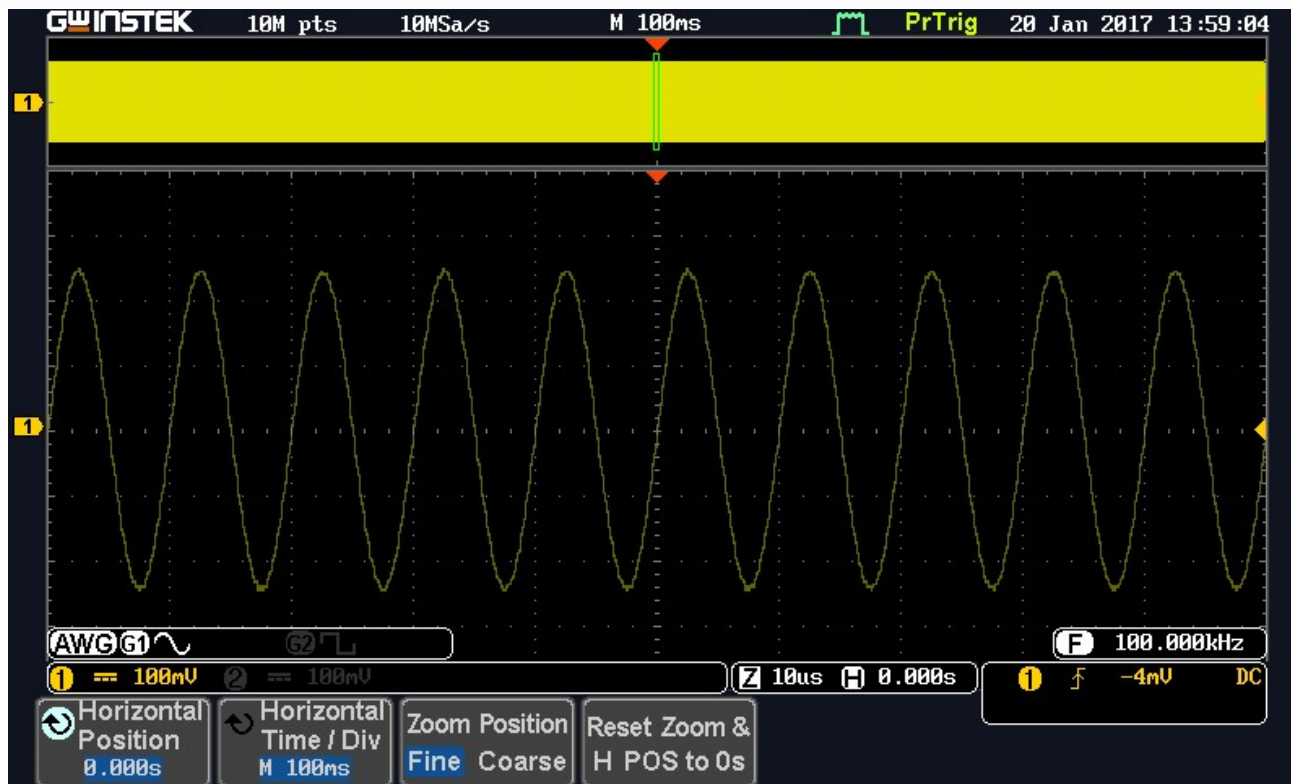 GWINSTEK 10M pts 10MSa/s M 100ms PrTrig 20 Jan 2017 13:59:04
1
1
AWG G1 G2 F 100.000kHz
1 100mV 2 100mV Z 10us H 0.000s 1 -4mV DC
Horizontal Position 0.000s
Horizontal Time / Div M 100ms
Zoom Position Fine Coarse
Reset Zoom & H POS to 0s